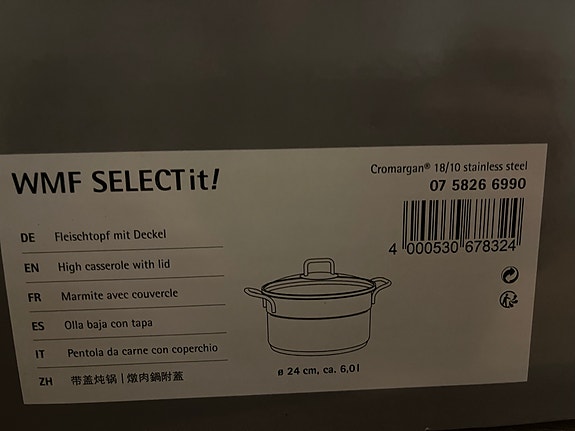 WMF SELECTit!
Cromargan® 18/10 stainless steel
07 5826 6990
4 000530 678324
DE Fleischtopf mit Deckel
EN High casserole with lid
FR Marmite avec couvercle
ES Olla baja con tapa
IT Pentola da carne con coperchio
ZH 带盖炖锅 | 燉肉鍋附蓋
ø 24 cm, ca. 6,0 l